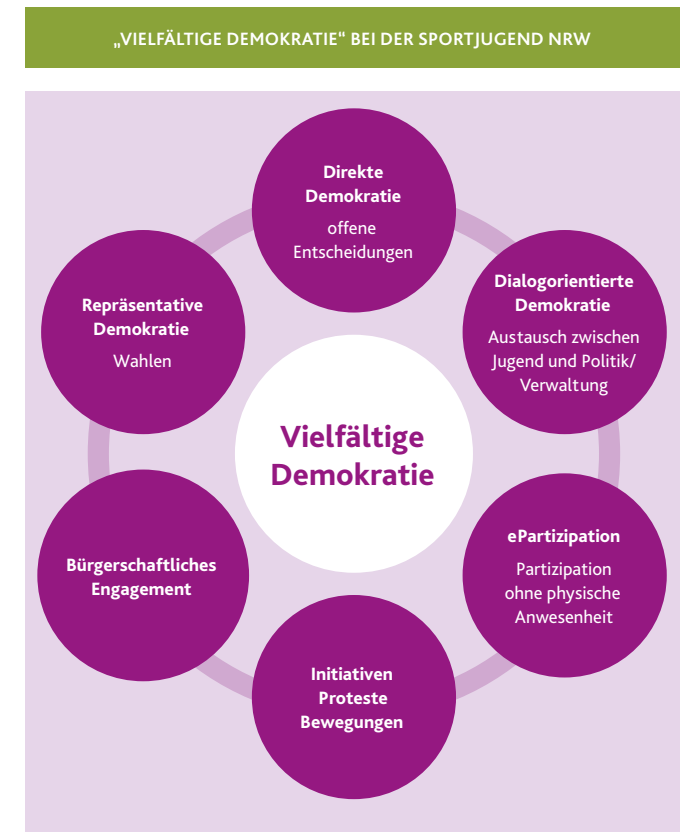 „VIELFÄLTIGE DEMOKRATIE“ BEI DER SPORTJUGEND NRW
Direkte
Demokratie
offene
Entscheidungen
Dialogorientierte
Demokratie
Austausch zwischen
Jugend und Politik/
Verwaltung
ePartizipation
Partizipation
ohne physische
Anwesenheit
Initiativen
Proteste
Bewegungen
Bürgerschaftliches
Engagement
Repräsentative
Demokratie
Wahlen
Vielfältige
Demokratie